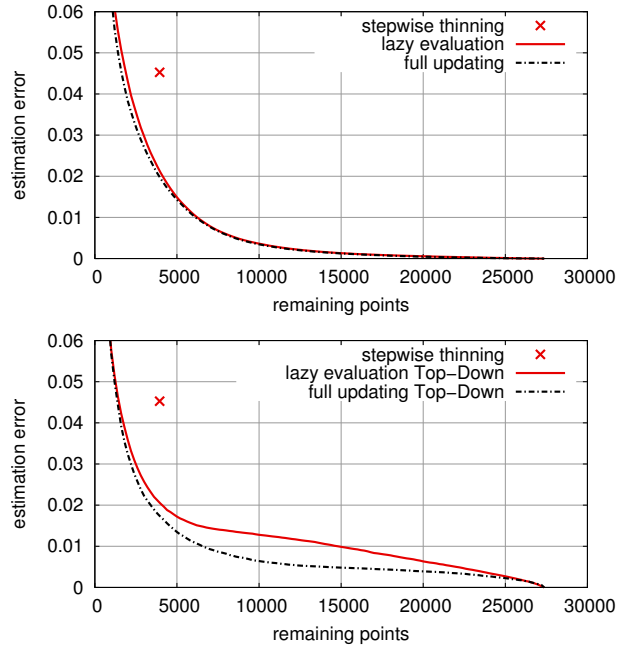 0.06
0.05
0.04
0.03
0.02
0.01
0
estimation error
stepwise thinning
lazy evaluation
full updating
0 5000 10000 15000 20000 25000 30000
remaining points
0.06
0.05
0.04
0.03
0.02
0.01
0
estimation error
stepwise thinning
lazy evaluation Top-Down
full updating Top-Down
0 5000 10000 15000 20000 25000 30000
remaining points